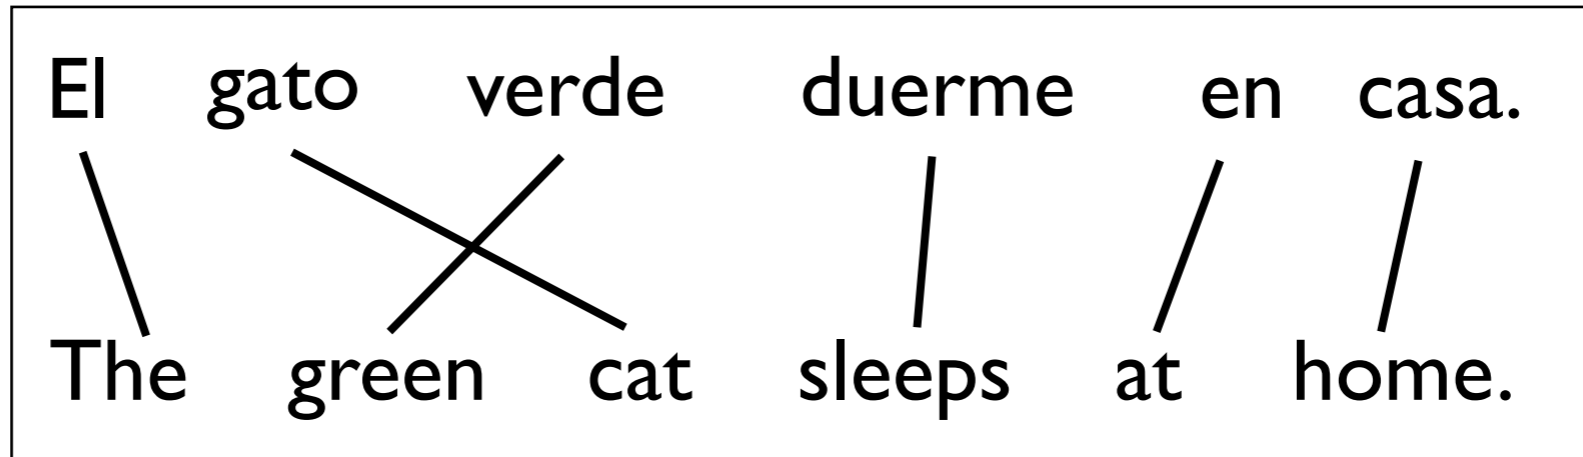 El gato verde duerme en casa.
The green cat sleeps at home.